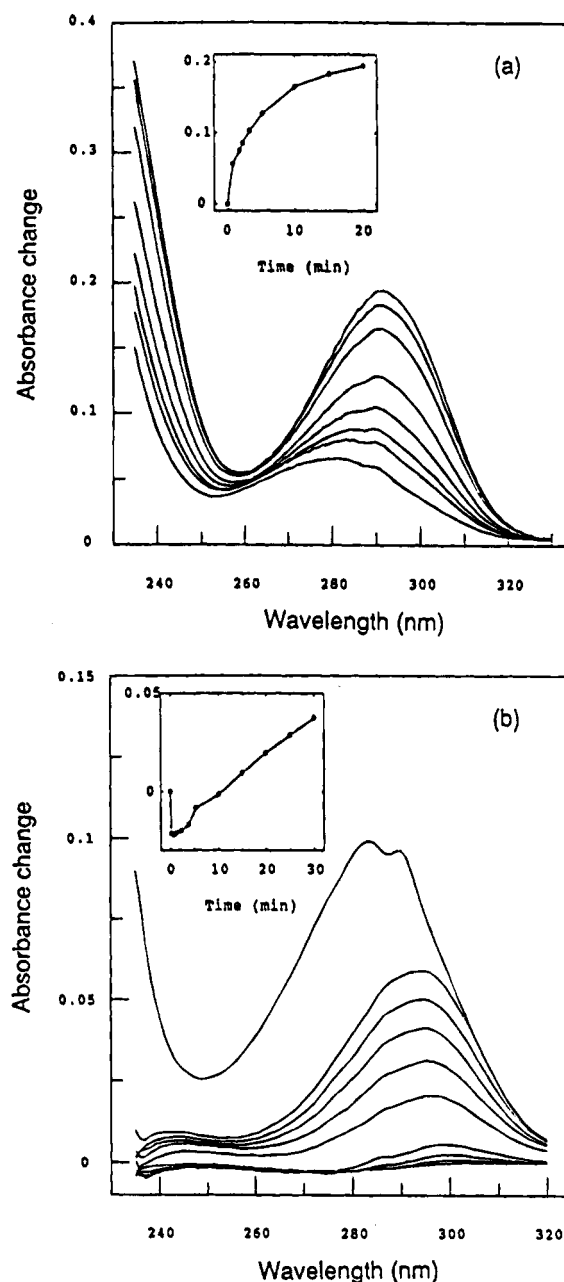 0.4
(a)
0.2
0.1
0
0 10 20
Time (min)
0.3
0.2
0.1
0
Absorbance change
240 260 280 300 320
Wavelength (nm)
0.15
(b)
0.05
0
0 10 20 30
Time (min)
0.1
0.05
0
Absorbance change
240 260 280 300 320
Wavelength (nm)